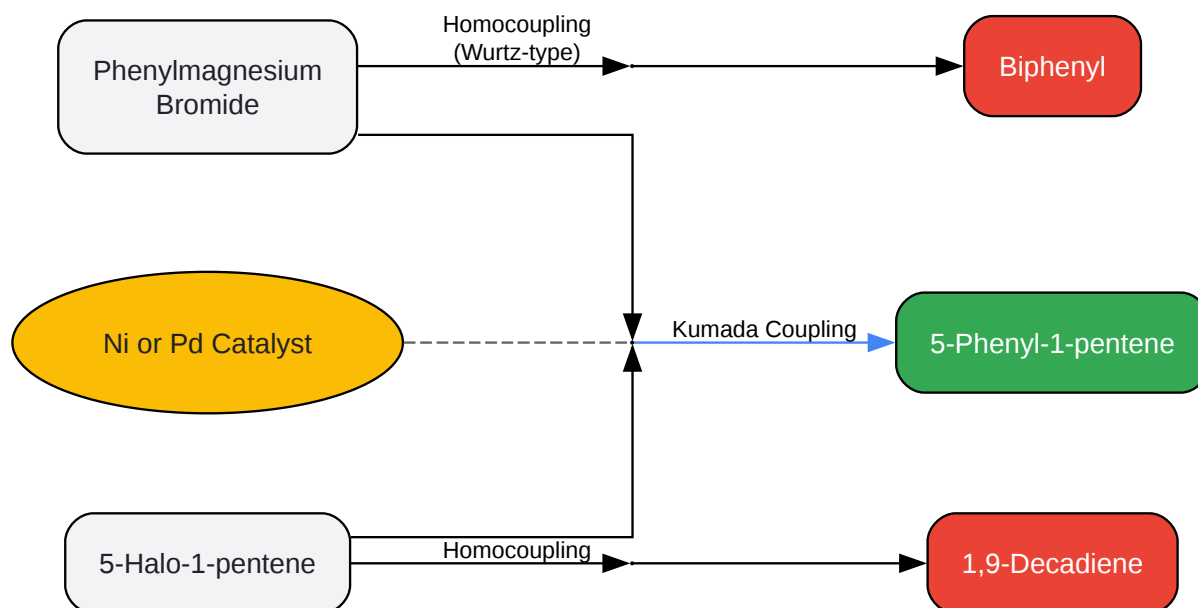 Homocoupling
(Wurtz-type)
Phenylmagnesium
Bromide
Biphenyl
Ni or Pd Catalyst
Kumada Coupling
5-Phenyl-1-pentene
5-Halo-1-pentene
Homocoupling
1,9-Decadiene